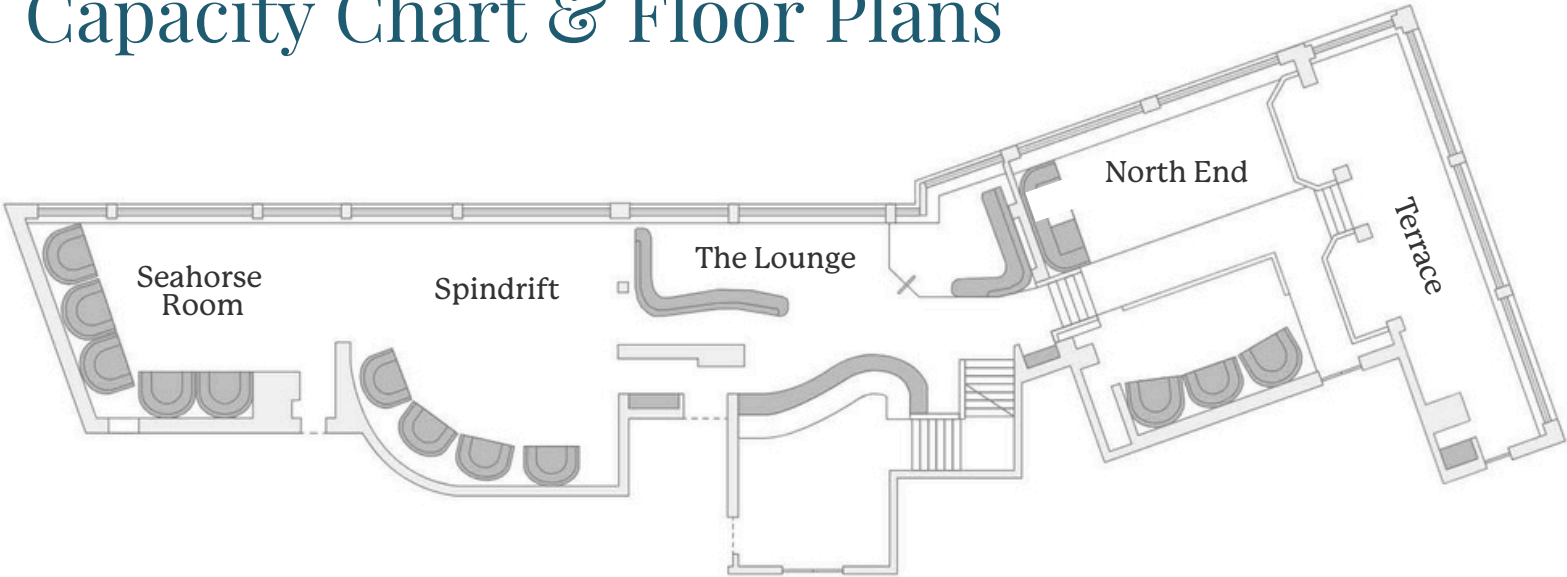 Capacity Chart & Floor Plans
Seahorse
Room
Spindrift
The Lounge
North End
Terrace